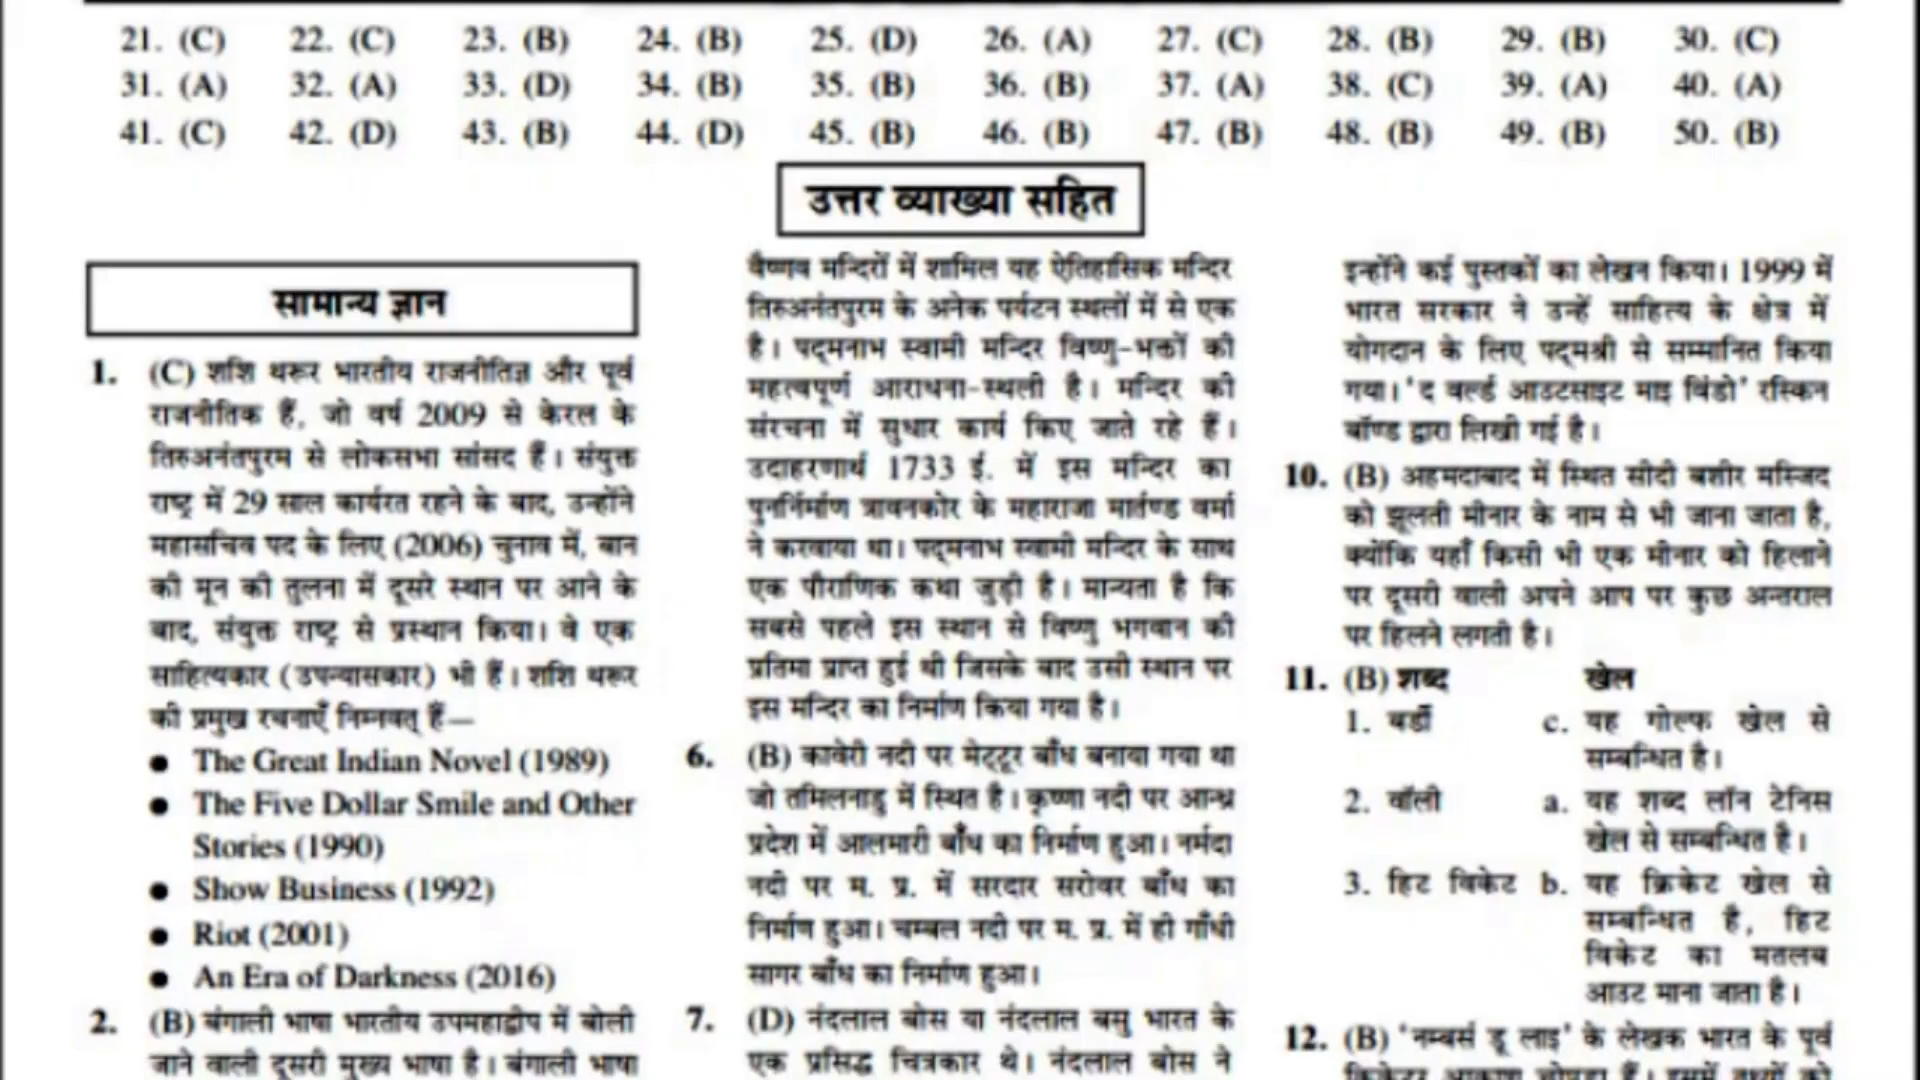 21. (C) 22. (C) 23. (B) 24. (B) 25. (D) 26. (A) 27. (C) 28. (B) 29. (B) 30. (C)
31. (A) 32. (A) 33. (D) 34. (B) 35. (B) 36. (B) 37. (A) 38. (C) 39. (A) 40. (A)
41. (C) 42. (D) 43. (B) 44. (D) 45. (B) 46. (B) 47. (B) 48. (B) 49. (B) 50. (B)
उत्तर व्याख्या सहित
सामान्य ज्ञान
1. (C) शशि थरूर भारतीय राजनीतिज्ञ और पूर्व
राजनीतिक हैं, जो वर्ष 2009 से केरल के
तिरुअनंतपुरम से लोकसभा सांसद हैं। संयुक्त
राष्ट्र में 29 साल कार्यरत रहने के बाद, उन्होंने
महासचिव पद के लिए (2006) चुनाव में, बान
की मून की तुलना में दूसरे स्थान पर आने के
बाद, संयुक्त राष्ट्र से प्रस्थान किया। वे एक
साहित्यकार (उपन्यासकार) भी हैं। शशि थरूर
की प्रमुख रचनाएँ निम्नवत् हैं—
● The Great Indian Novel (1989)
● The Five Dollar Smile and Other
Stories (1990)
● Show Business (1992)
● Riot (2001)
● An Era of Darkness (2016)
2. (B) बंगाली भाषा भारतीय उपमहाद्वीप में बोली
जाने वाली दूसरी मुख्य भाषा है। बंगाली भाषा
वैष्णव मन्दिरों में शामिल यह ऐतिहासिक मन्दिर
तिरुअनंतपुरम के अनेक पर्यटन स्थलों में से एक
है। पद्मनाभ स्वामी मन्दिर विष्णु-भक्तों की
महत्वपूर्ण आराधना-स्थली है। मन्दिर की
संरचना में सुधार कार्य किए जाते रहे हैं।
उदाहरणार्थ 1733 ई. में इस मन्दिर का
पुनर्निर्माण त्रावनकोर के महाराजा मार्तण्ड वर्मा
ने करवाया था। पद्मनाभ स्वामी मन्दिर के साथ
एक पौराणिक कथा जुड़ी है। मान्यता है कि
सबसे पहले इस स्थान से विष्णु भगवान की
प्रतिमा प्राप्त हुई थी जिसके बाद उसी स्थान पर
इस मन्दिर का निर्माण किया गया है।
6. (B) कावेरी नदी पर मेट्टूर बाँध बनाया गया था
जो तमिलनाडु में स्थित है। कृष्णा नदी पर आन्ध्र
प्रदेश में आलमारी बाँध का निर्माण हुआ। नर्मदा
नदी पर म. प्र. में सरदार सरोवर बाँध का
निर्माण हुआ। चम्बल नदी पर म. प्र. में ही गाँधी
सागर बाँध का निर्माण हुआ।
7. (D) नंदलाल बोस या नंदलाल बसु भारत के
एक प्रसिद्ध चित्रकार थे। नंदलाल बोस ने
इन्होंने कई पुस्तकों का लेखन किया। 1999 में
भारत सरकार ने उन्हें साहित्य के क्षेत्र में
योगदान के लिए पद्मश्री से सम्मानित किया
गया। 'द वर्ल्ड आउटसाइट माइ विंडो' रस्किन
बॉण्ड द्वारा लिखी गई है।
10. (B) अहमदाबाद में स्थित सीदी बशीर मस्जिद
को झूलती मीनार के नाम से भी जाना जाता है,
क्योंकि यहाँ किसी भी एक मीनार को हिलाने
पर दूसरी वाली अपने आप पर कुछ अन्तराल
पर हिलने लगती है।
11. (B) शब्द खेल
1. बर्डी c. यह गोल्फ खेल से
सम्बन्धित है।
2. वॉली a. यह शब्द लॉन टेनिस
खेल से सम्बन्धित है।
3. हिट विकेट b. यह क्रिकेट खेल से
सम्बन्धित है, हिट
विकेट का मतलब
आउट माना जाता है।
12. (B) 'नम्बर्स डू लाइ' के लेखक भारत के पूर्व
क्रिकेटर आकाश चोपड़ा हैं। इसमें तथ्यों को